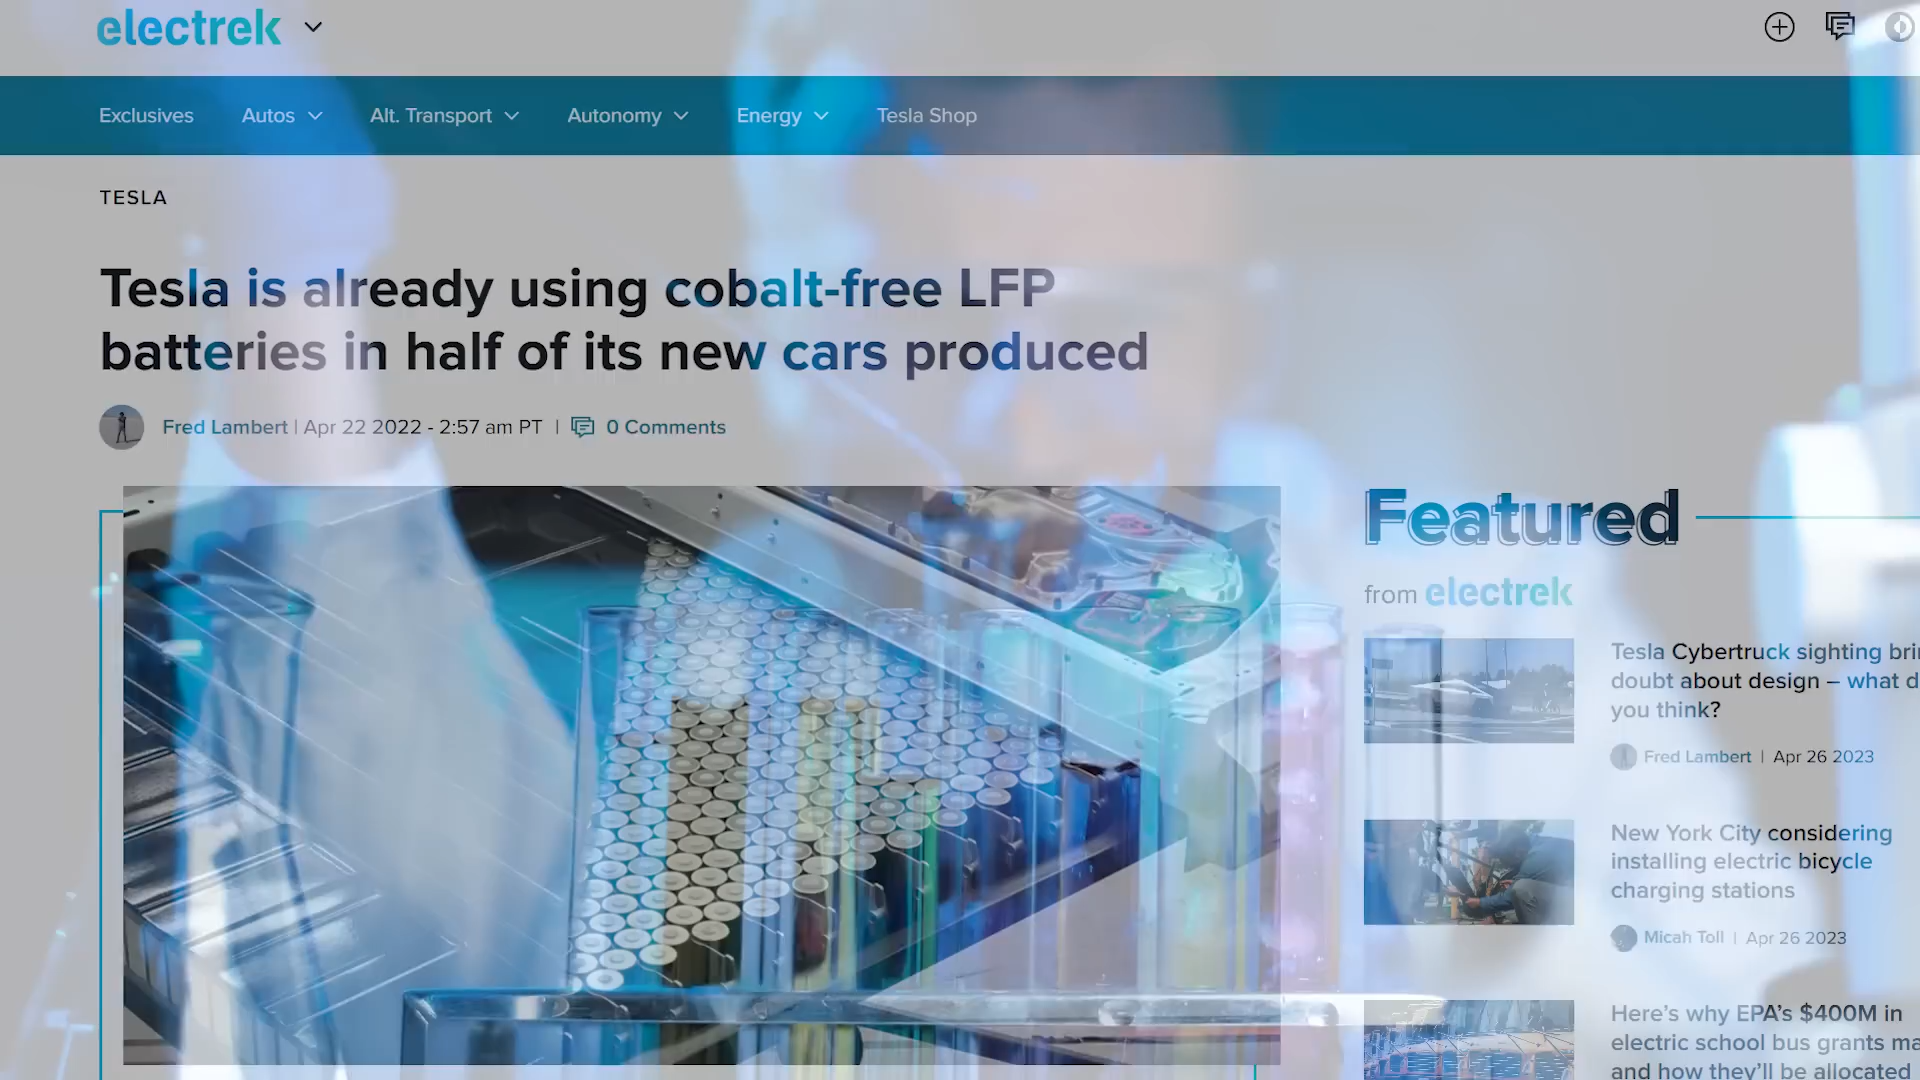 electrek
Exclusives
Autos
Alt. Transport
Autonomy
Energy
Tesla Shop
TESLA
Tesla is already using cobalt-free LFP
batteries in half of its new cars produced
Fred Lambert | Apr 22 2022 - 2:57 am PT | 0 Comments
Featured
from electrek
Tesla Cybertruck sighting bri
doubt about design – what d
you think?
Fred Lambert | Apr 26 2023
New York City considering
installing electric bicycle
charging stations
Micah Toll | Apr 26 2023
Here's why EPA's $400M in
electric school bus grants ma
and how they'll be allocated